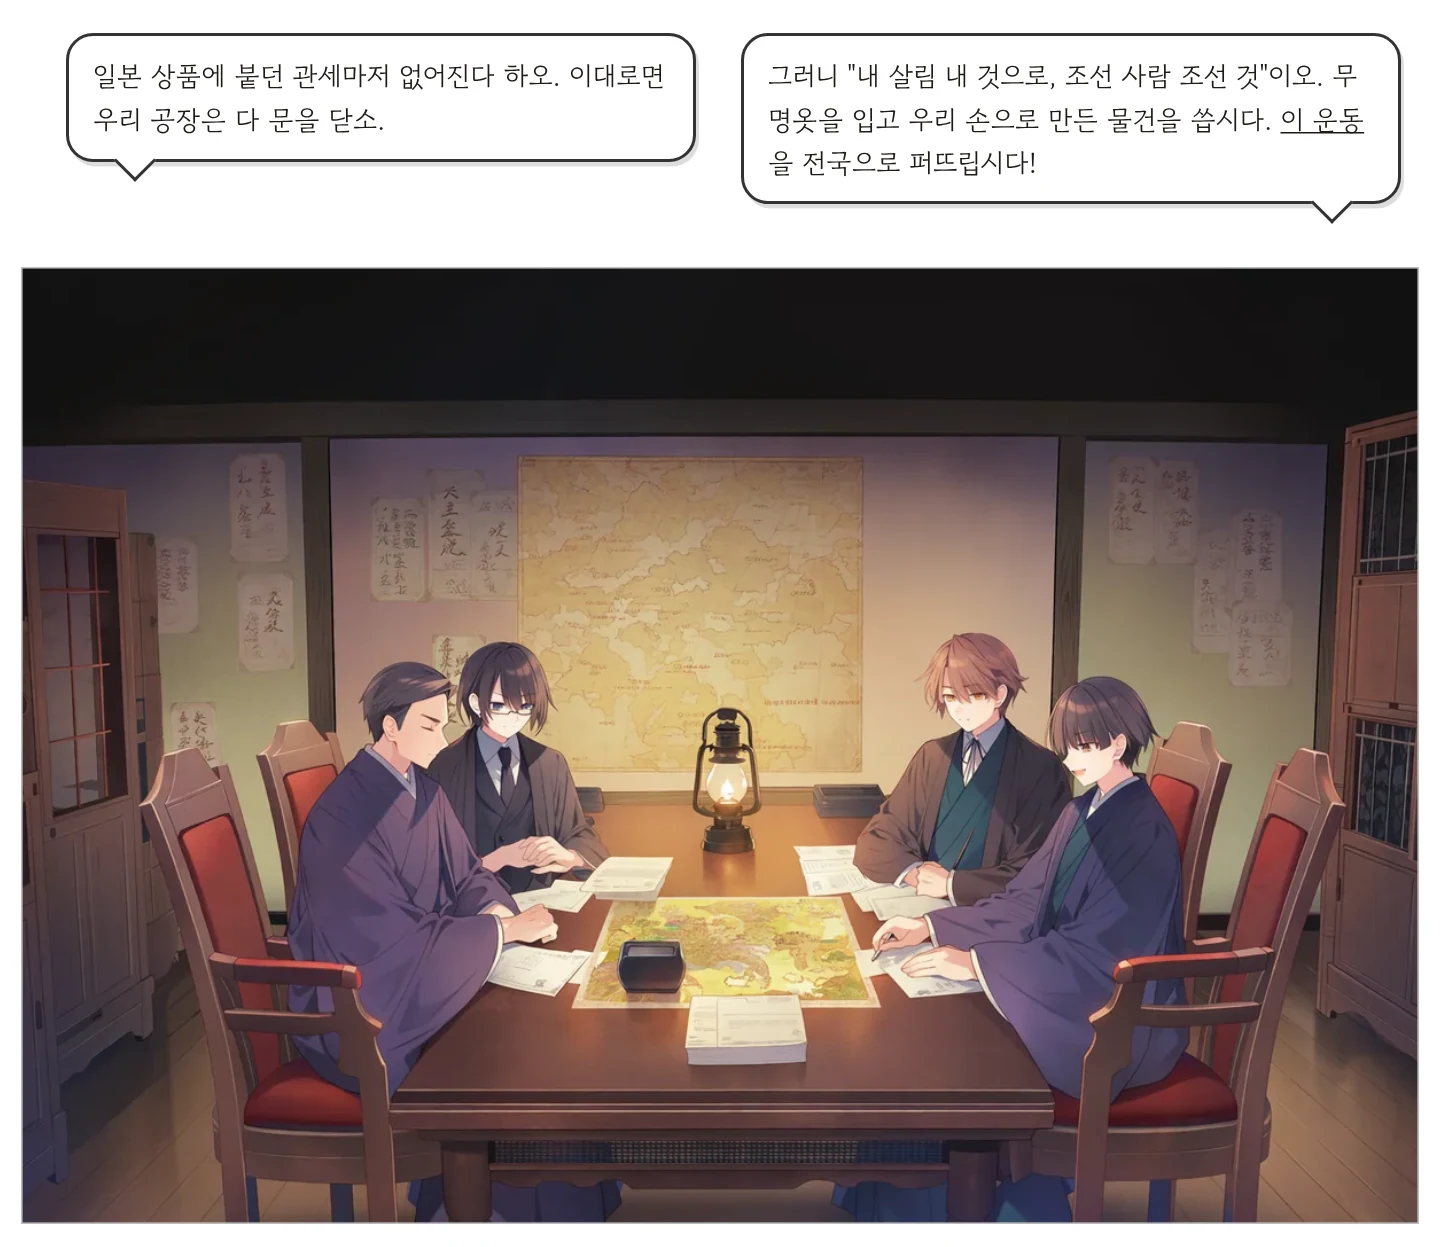 일본 상품에 붙던 관세마저 없어진다 하오. 이대로면
우리 공장은 다 문을 닫소.
그러니 "내 살림 내 것으로, 조선 사람 조선 것"이오. 무
명옷을 입고 우리 손으로 만든 물건을 씁시다. 이 운동
을 전국으로 퍼뜨립시다!